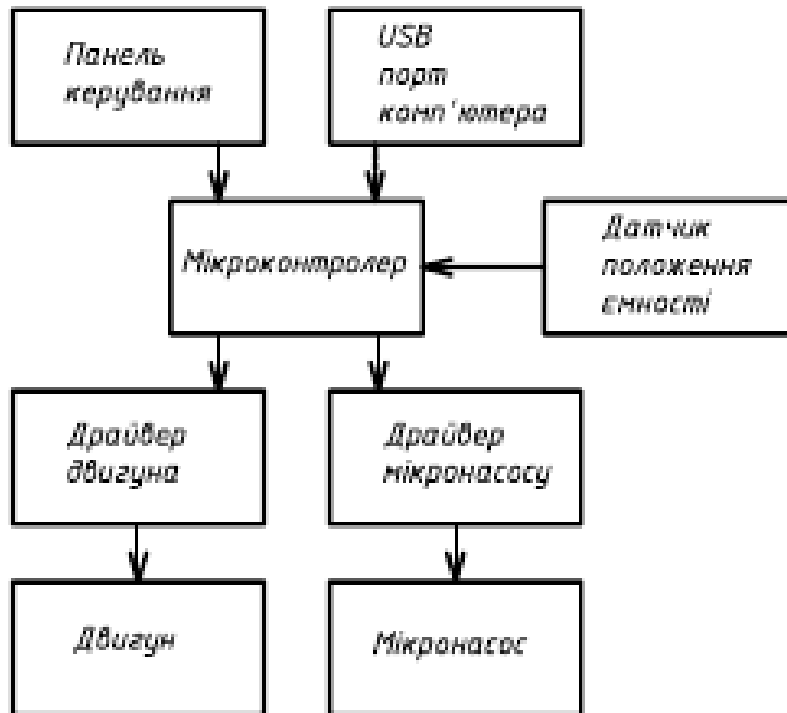 Панель
керування
USB
порт
комп'ютера
Мікроконтролер
Датчик
положення
ємності
Драйвер
двигуна
Драйвер
мікронасосу
Двигун
Мікронасос